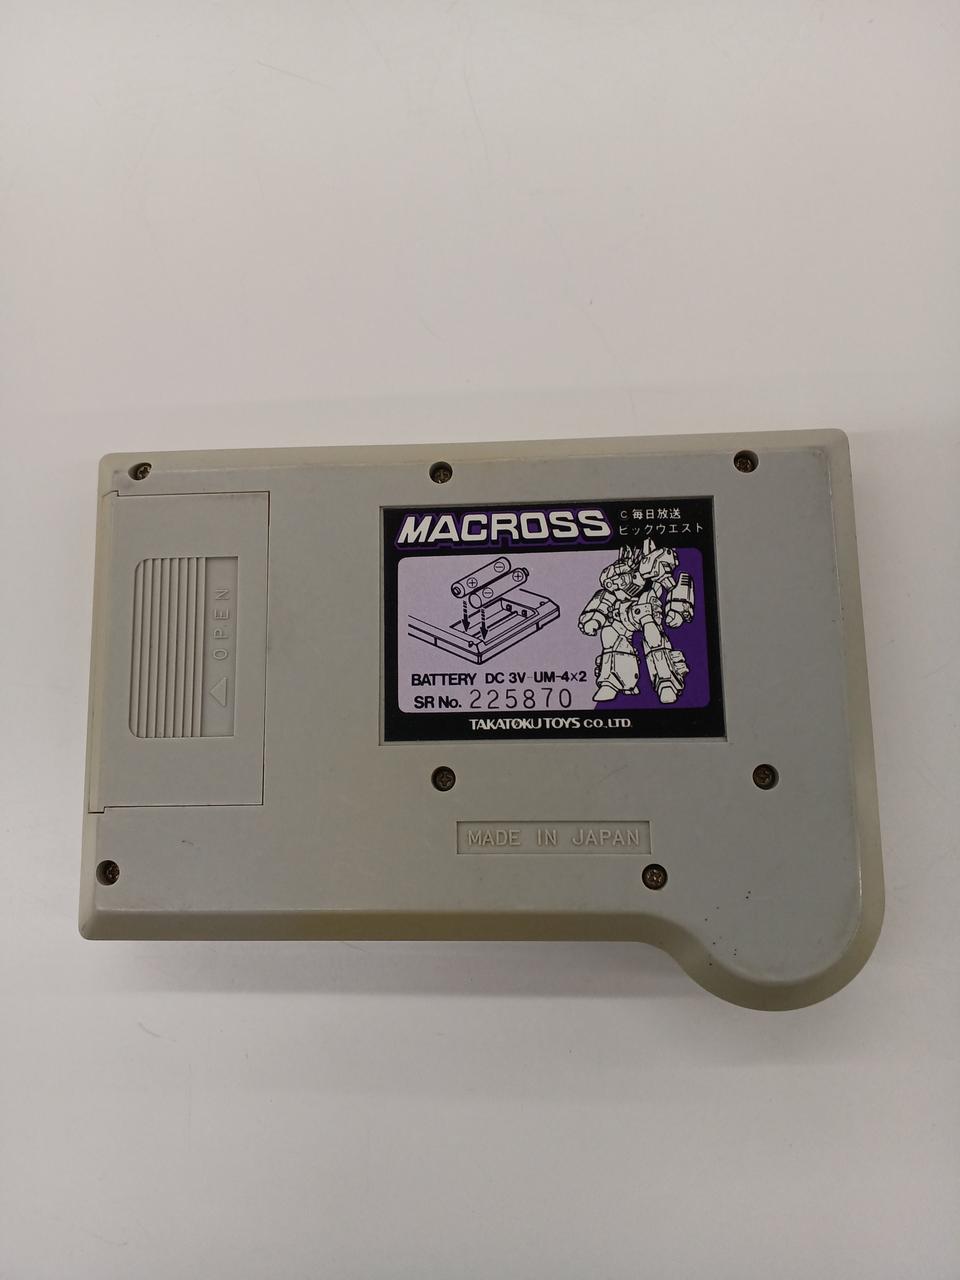 MACROSS
C 毎日放送
ビックウエスト
OPEN
BATTERY DC 3V UM-4×2
SR No. 225870
TAKATOKU TOYS CO.,LTD.
MADE IN JAPAN